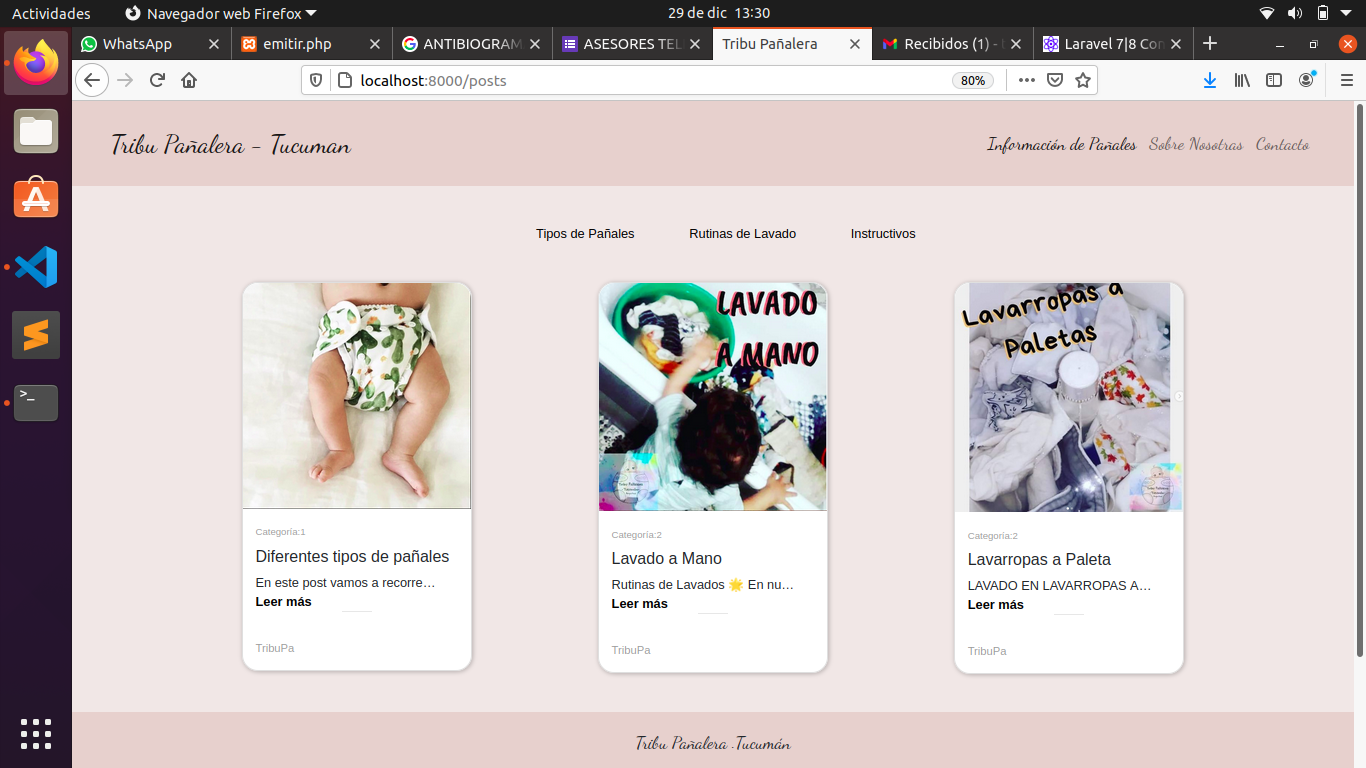 Actividades
Navegador web Firefox
29 de dic 13:30
WhatsApp
emitir.php
ANTIBIOGRAM
ASESORES TEL
Tribu Pañalera
Recibidos (1) -
Laravel 7|8 Con
localhost:8000/posts
80%
Tribu Pañalera - Tucuman
Información de Pañales
Sobre Nosotras
Contacto
Tipos de Pañales
Rutinas de Lavado
Instructivos
Categoría:1
Diferentes tipos de pañales
En este post vamos a recorre…
Leer más
TribuPa
LAVADO
A MANO
Categoría:2
Lavado a Mano
Rutinas de Lavados 🌟 En nu…
Leer más
TribuPa
Lavarropas a
Paletas
Categoría:2
Lavarropas a Paleta
LAVADO EN LAVARROPAS A…
Leer más
TribuPa
Tribu Pañalera .Tucumán